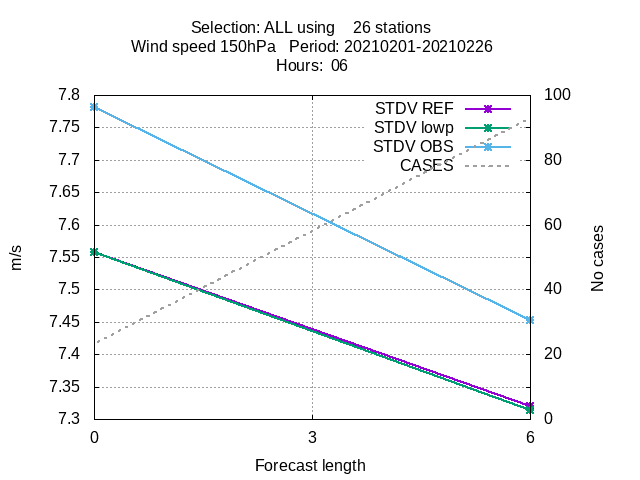 Selection: ALL using    26 stations
Wind speed 150hPa   Period: 20210201-20210226
Hours:  06
7.8
7.75
7.7
7.65
7.6
7.55
7.5
7.45
7.4
7.35
7.3
m/s
STDV REF
STDV lowp
STDV OBS
CASES
100
80
60
40
20
0
No cases
0
3
6
Forecast length